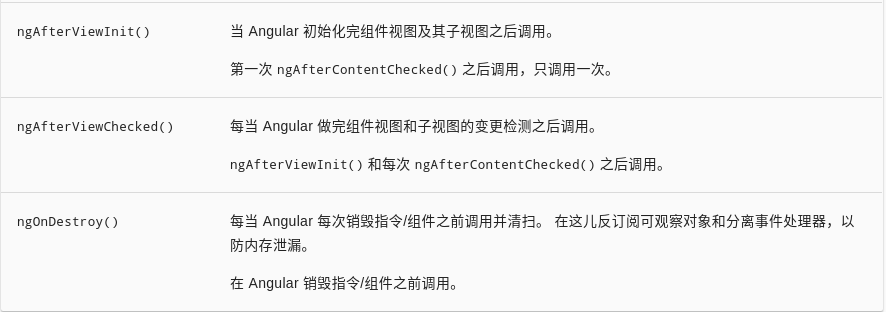 ngAfterViewInit()
当 Angular 初始化完组件视图及其子视图之后调用。
第一次 ngAfterContentChecked() 之后调用，只调用一次。
ngAfterViewChecked()
每当 Angular 做完组件视图和子视图的变更检测之后调用。
ngAfterViewInit() 和每次 ngAfterContentChecked() 之后调用。
ngOnDestroy()
每当 Angular 每次销毁指令/组件之前调用并清扫。 在这儿反订阅可观察对象和分离事件处理器，以
防内存泄漏。
在 Angular 销毁指令/组件之前调用。